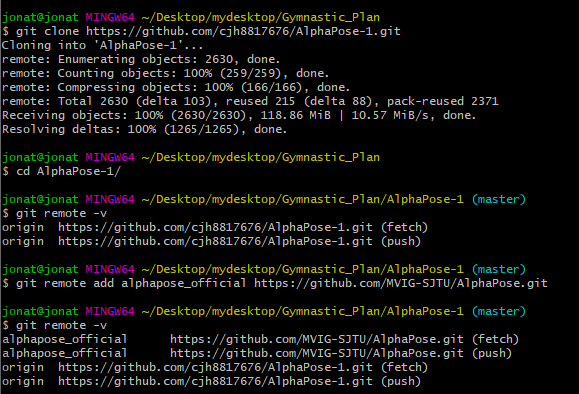 jonat@jonat MINGW64 ~/Desktop/mydesktop/Gymnastic_Plan
$ git clone https://github.com/cjh8817676/AlphaPose-1.git
Cloning into 'AlphaPose-1'...
remote: Enumerating objects: 2630, done.
remote: Counting objects: 100% (259/259), done.
remote: Compressing objects: 100% (166/166), done.
remote: Total 2630 (delta 103), reused 215 (delta 88), pack-reused 2371
Receiving objects: 100% (2630/2630), 118.86 MiB | 10.57 MiB/s, done.
Resolving deltas: 100% (1265/1265), done.
jonat@jonat MINGW64 ~/Desktop/mydesktop/Gymnastic_Plan
$ cd AlphaPose-1/
jonat@jonat MINGW64 ~/Desktop/mydesktop/Gymnastic_Plan/AlphaPose-1 (master)
$ git remote -v
origin  https://github.com/cjh8817676/AlphaPose-1.git (fetch)
origin  https://github.com/cjh8817676/AlphaPose-1.git (push)
jonat@jonat MINGW64 ~/Desktop/mydesktop/Gymnastic_Plan/AlphaPose-1 (master)
$ git remote add alphapose_official https://github.com/MVIG-SJTU/AlphaPose.git
jonat@jonat MINGW64 ~/Desktop/mydesktop/Gymnastic_Plan/AlphaPose-1 (master)
$ git remote -v
alphapose_official      https://github.com/MVIG-SJTU/AlphaPose.git (fetch)
alphapose_official      https://github.com/MVIG-SJTU/AlphaPose.git (push)
origin  https://github.com/cjh8817676/AlphaPose-1.git (fetch)
origin  https://github.com/cjh8817676/AlphaPose-1.git (push)